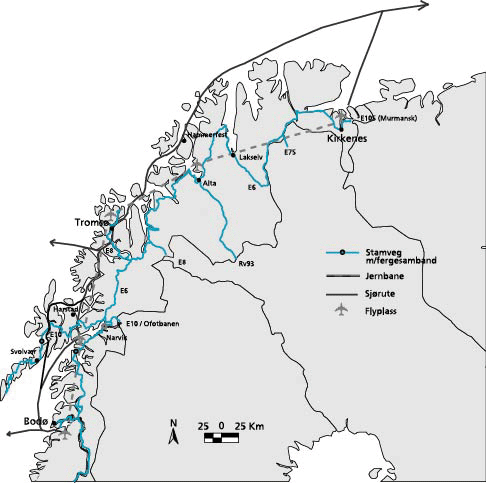 E105 (Murmansk)
Hammerfest
Kirkenes
E75
Lakselv
Alta
E6
Tromsø
E8
E8
Rv93
Stamveg
m/fergesamband
Jernbane
Sjørute
Flyplass
E6
Harstad
E10 / Ofotbanen
E10
Narvik
Svolvær
Bodø
N
25 0 25 Km